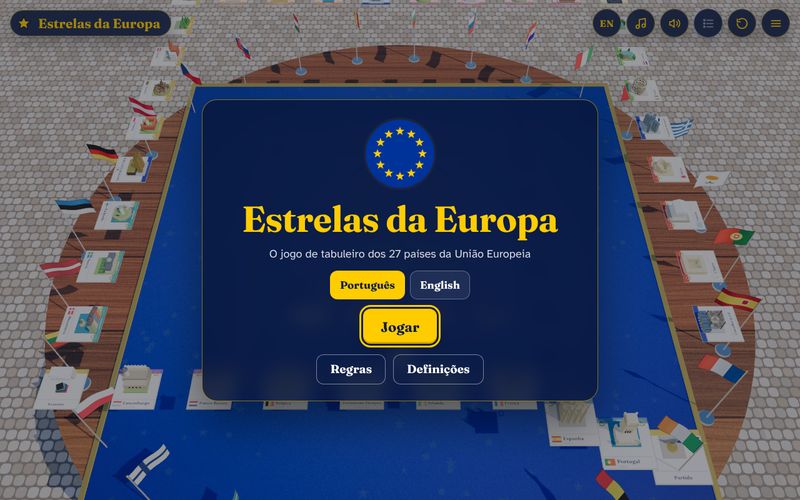 Estrelas da Europa
EN
Estrelas da Europa
O jogo de tabuleiro dos 27 países da União Europeia
Português
English
Jogar
Regras
Definições
Espanha
Portugal
Partida